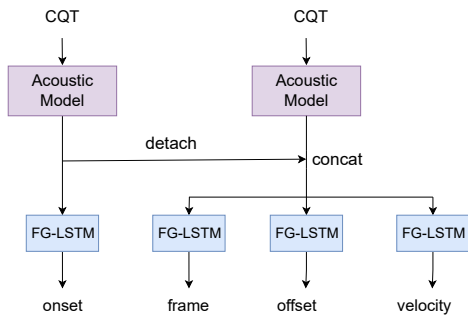 CQT CQT
Acoustic Acoustic
Model Model
detach
concat
FG-LSTM FG-LSTM FG-LSTM FG-LSTM
onset frame offset velocity